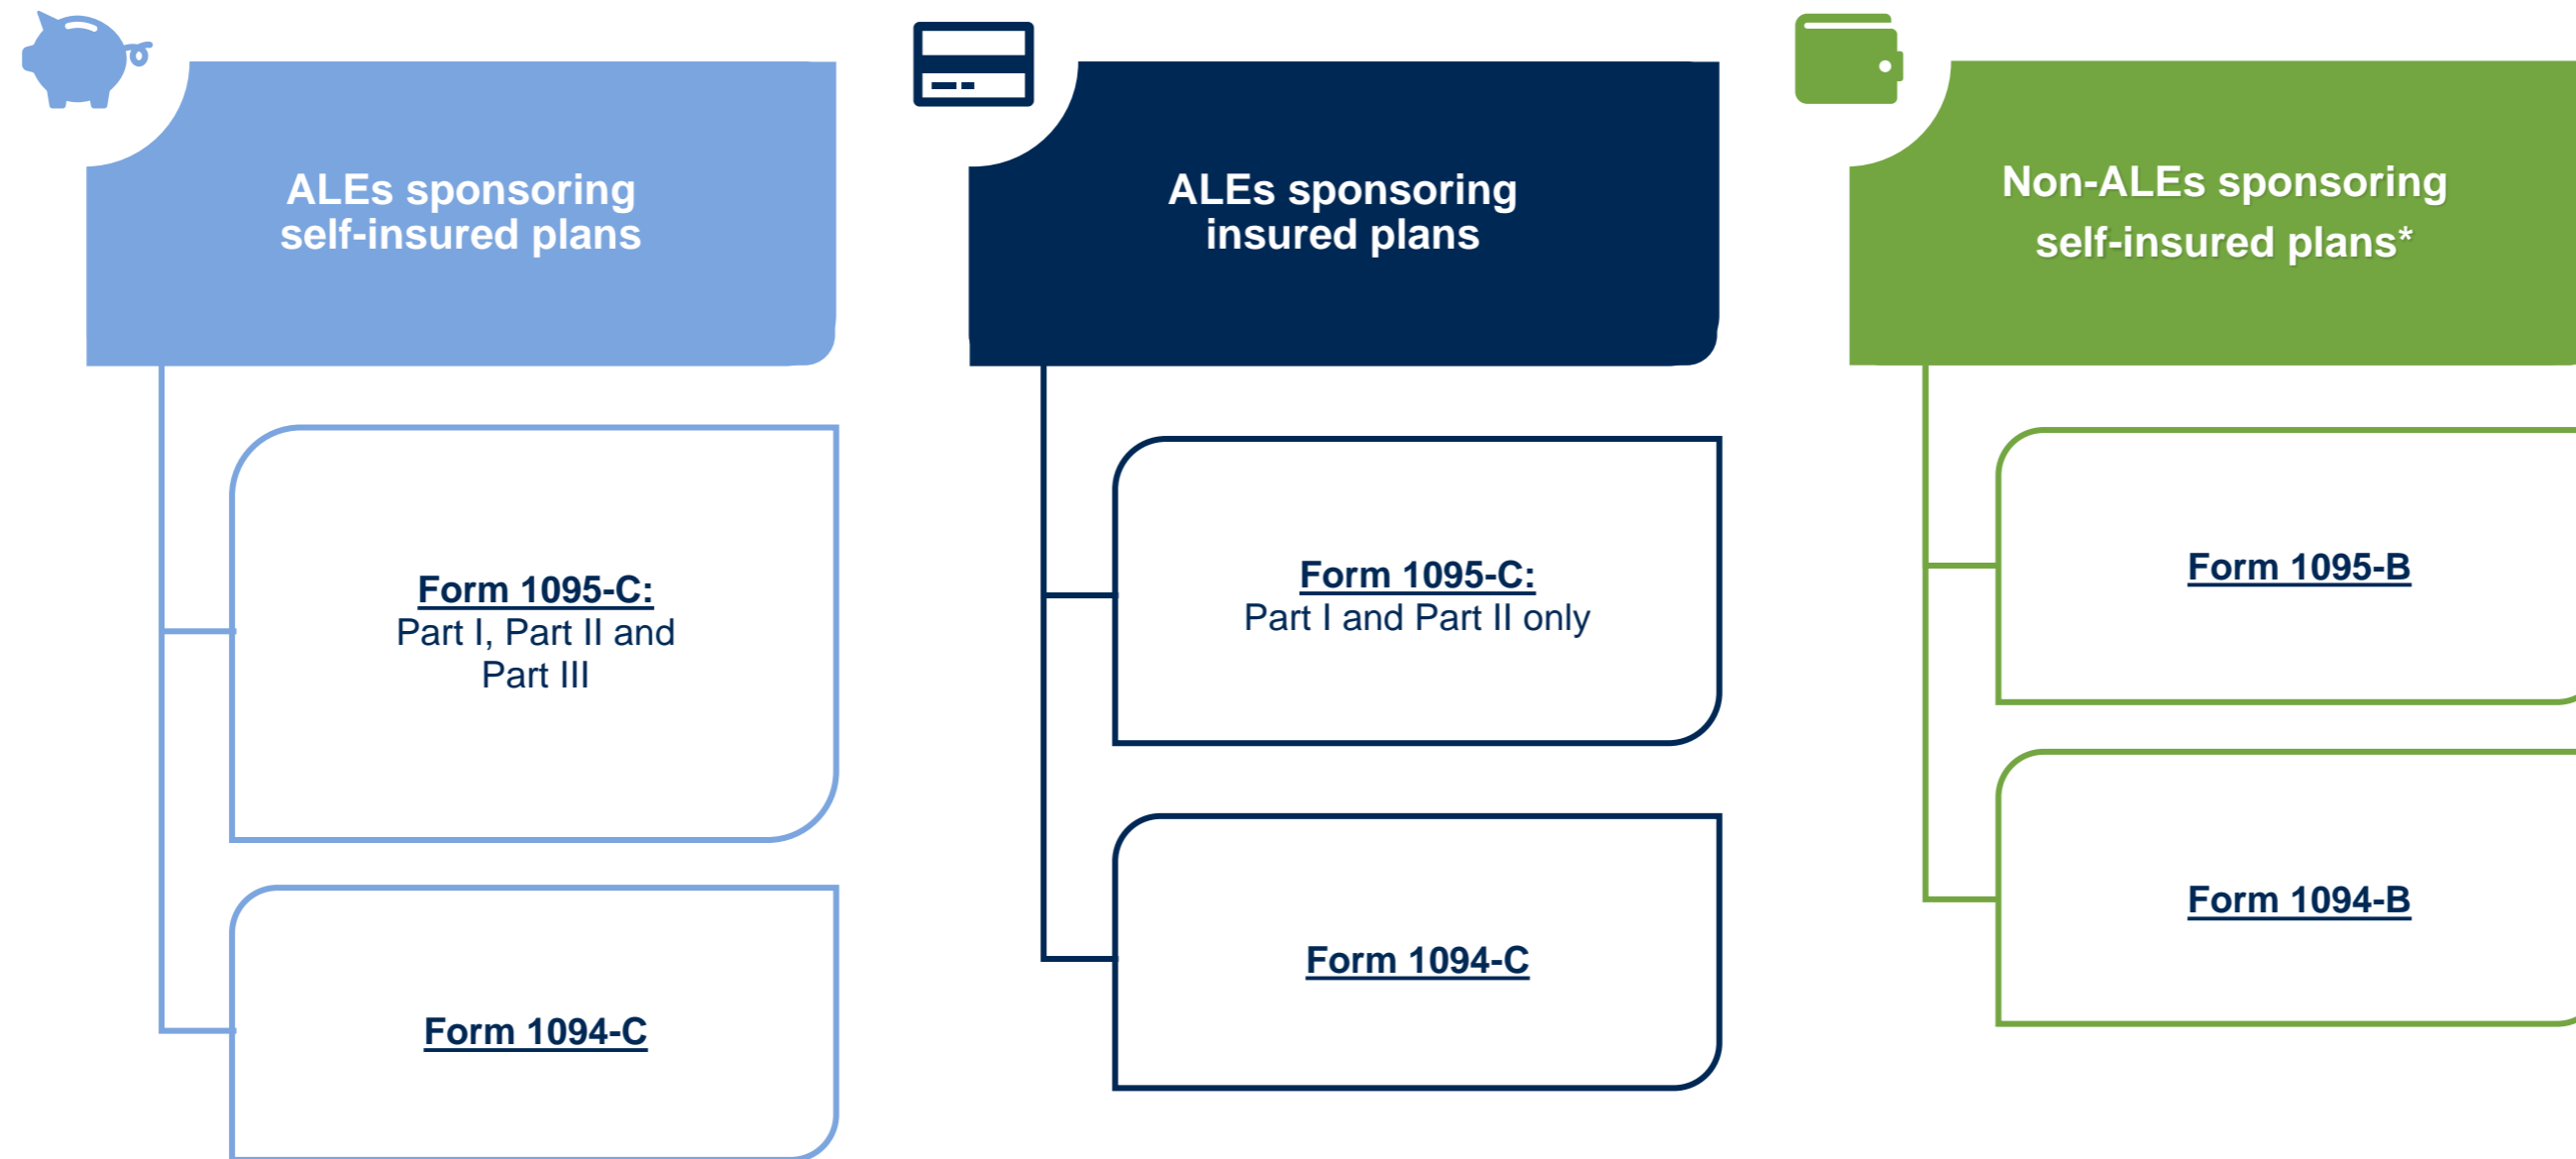 ALEs sponsoring
self-insured plans
Form 1095-C:
Part I, Part II and
Part III
Form 1094-C
ALEs sponsoring
insured plans
Form 1095-C:
Part I and Part II only
Form 1094-C
Non-ALEs sponsoring
self-insured plans*
Form 1095-B
Form 1094-B